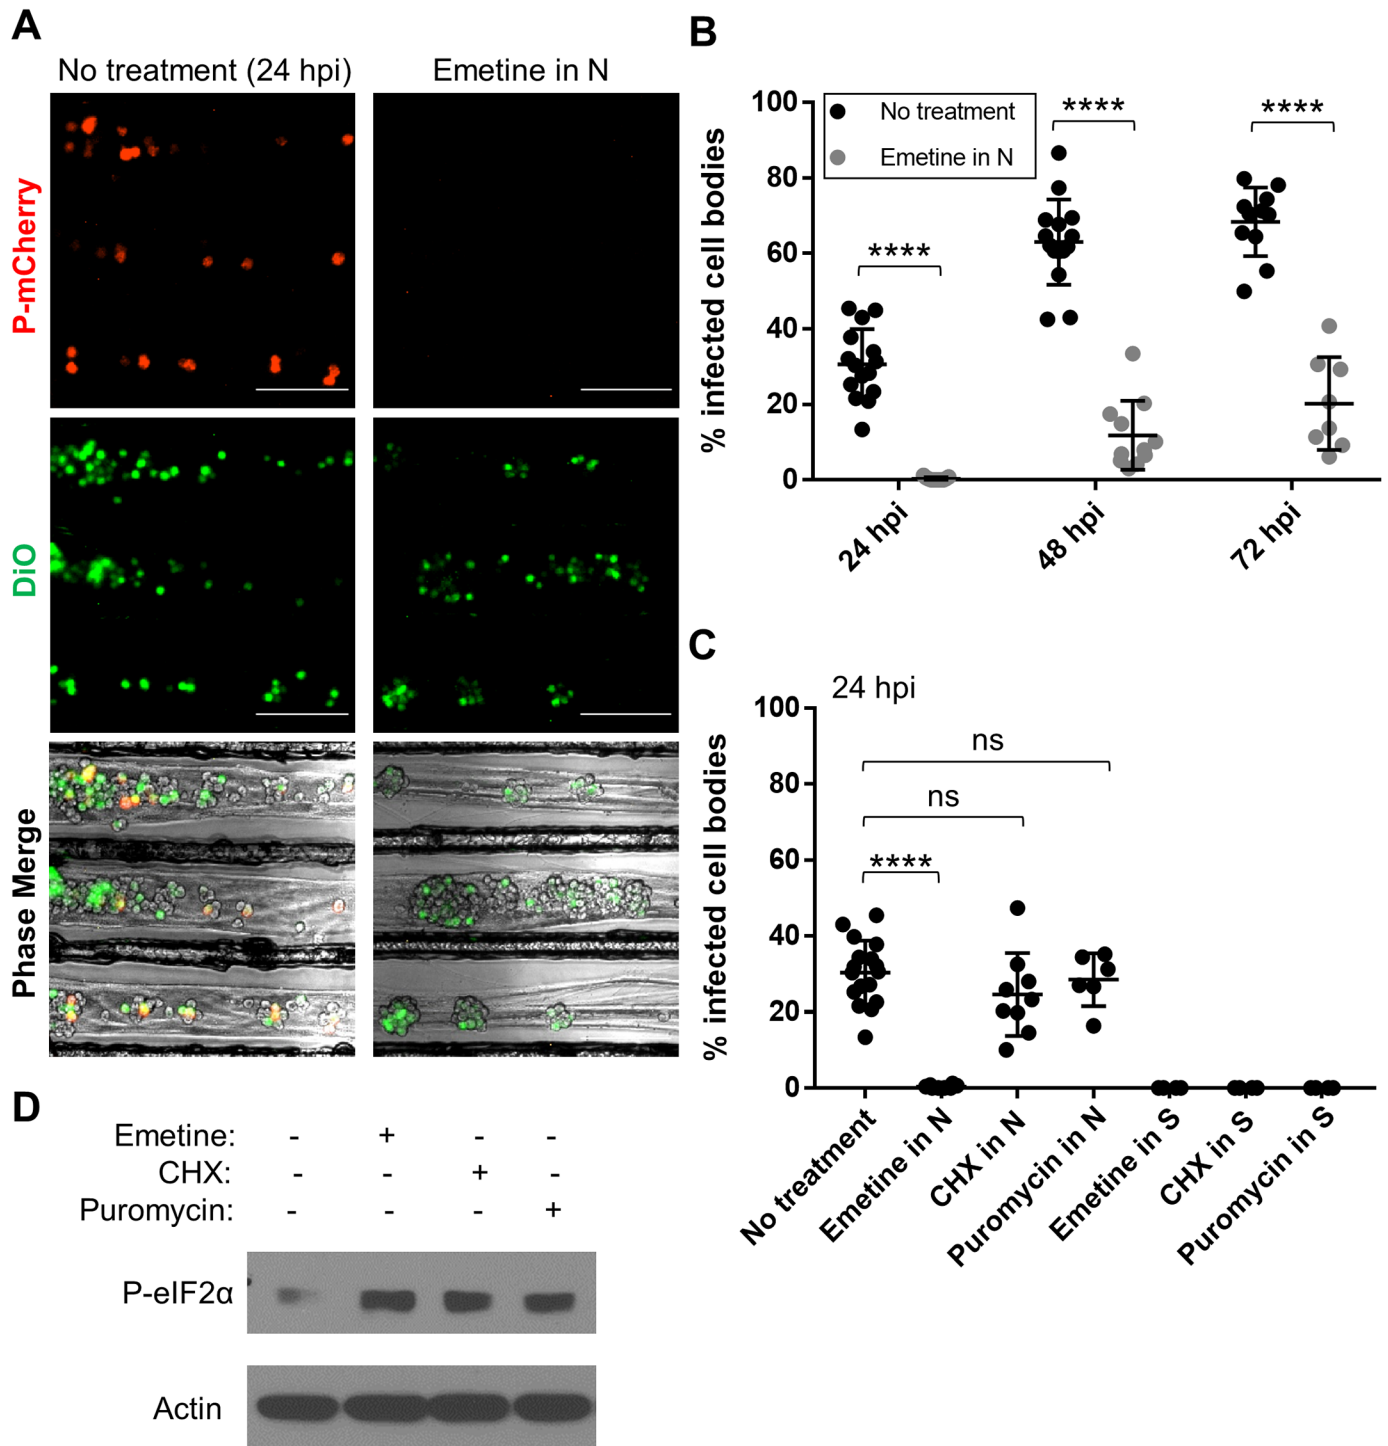 A
No treatment (24 hpi)
Emetine in N
P-mCherry
DiO
Phase Merge
B
% infected cell bodies
100
80
60
40
20
0
No treatment
Emetine in N
****
****
****
24 hpi
48 hpi
72 hpi
C
24 hpi
% infected cell bodies
100
80
60
40
20
0
ns
ns
****
No treatment
Emetine in N
CHX in N
Puromycin in N
Emetine in S
CHX in S
Puromycin in S
D
Emetine: - + - -
CHX: - - + -
Puromycin: - - - +
P-eIF2α
Actin